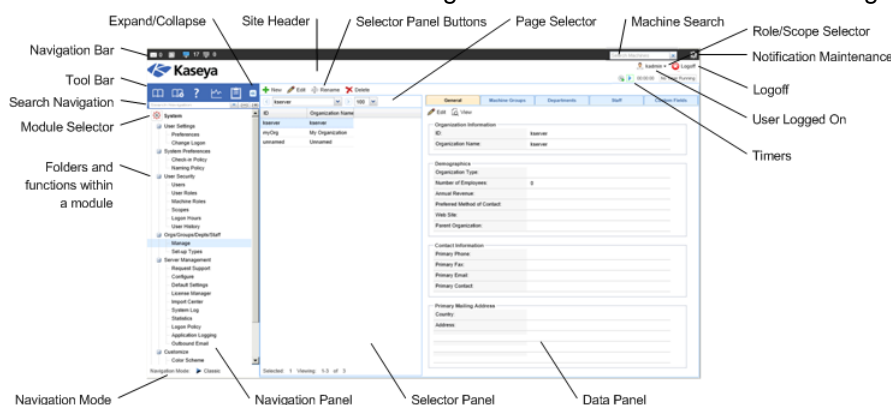 Expand/Collapse
Site Header
Selector Panel Buttons
Page Selector
Machine Search
Role/Scope Selector
Navigation Bar
Notification Maintenance
Kaseya
kadmin
Logoff
Tool Bar
New Edit Rename Delete
Logoff
Search Navigation
kserver 100
General Machine Groups Departments Staff Custom Fields
Module Selector
System
ID Organization Name
Edit View
User Logged On
User Settings
kserver kserver
Organization Information
Preferences
myOrg My Organization
ID: kserver
Change Logon
unnamed Unnamed
Organization Name: kserver
Timers
System Preferences
Check-in Policy
Naming Policy
Folders and
functions within
a module
User Security
Users
User Roles
Machine Roles
Scopes
Logon Hours
User History
Demographics
Organization Type:
Number of Employees: 0
Annual Revenue:
Preferred Method of Contact:
Web Site:
Parent Organization:
Orgs/Groups/Depts/Staff
Manage
Set-up Types
Server Management
Request Support
Configure
Default Settings
License Manager
Import Center
System Log
Statistics
Logon Policy
Application Logging
Outbound Email
Customize
Color Scheme
Contact Information
Primary Phone:
Primary Fax:
Primary Email:
Primary Contact:
Primary Mailing Address
Country:
Address:
Navigation Mode: Classic
Selected: 1 Viewing: 1-3 of 3
Navigation Mode
Navigation Panel
Selector Panel
Data Panel